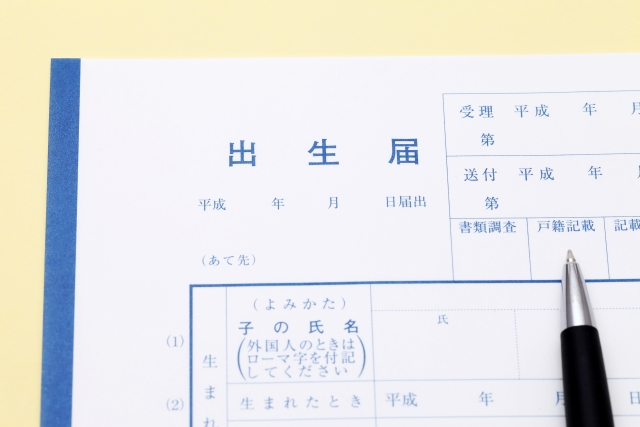 出生届
平成 年 月 日届出
(あて先)
受理 平成 年 月
第
送付 平成 年 月
第
書類調査 戸籍記載 記載
(1)
(よみかた)
子の氏名
(外国人のときは
ローマ字を付記
してください)
氏
生まれ
(2)
生まれたとき 平成 年 月 日